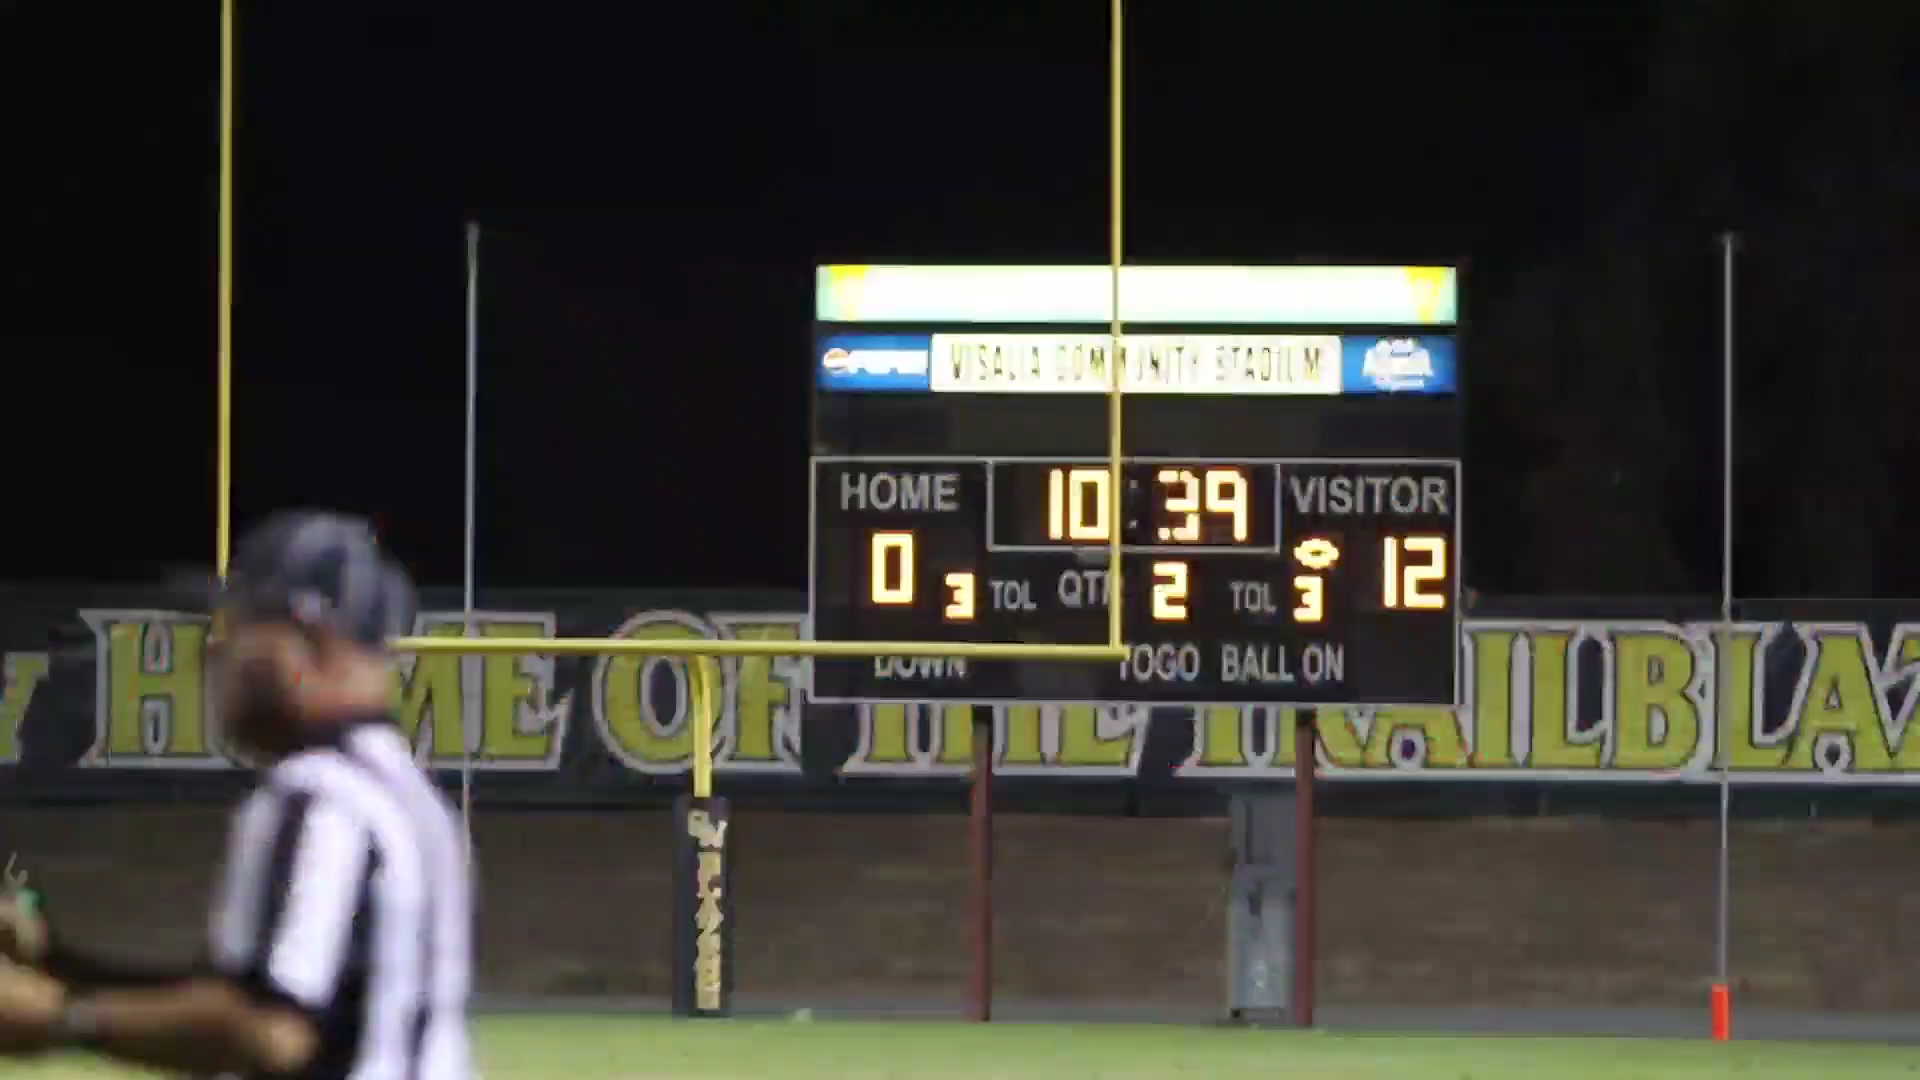 PEPSI VISALIA COMMUNITY STADIUM
HOME 10:39 VISITOR
0 3 TOL QTR 2 TOL 3 12
DOWN TOGO BALL ON
HOME OF THE TRAILBLAZ